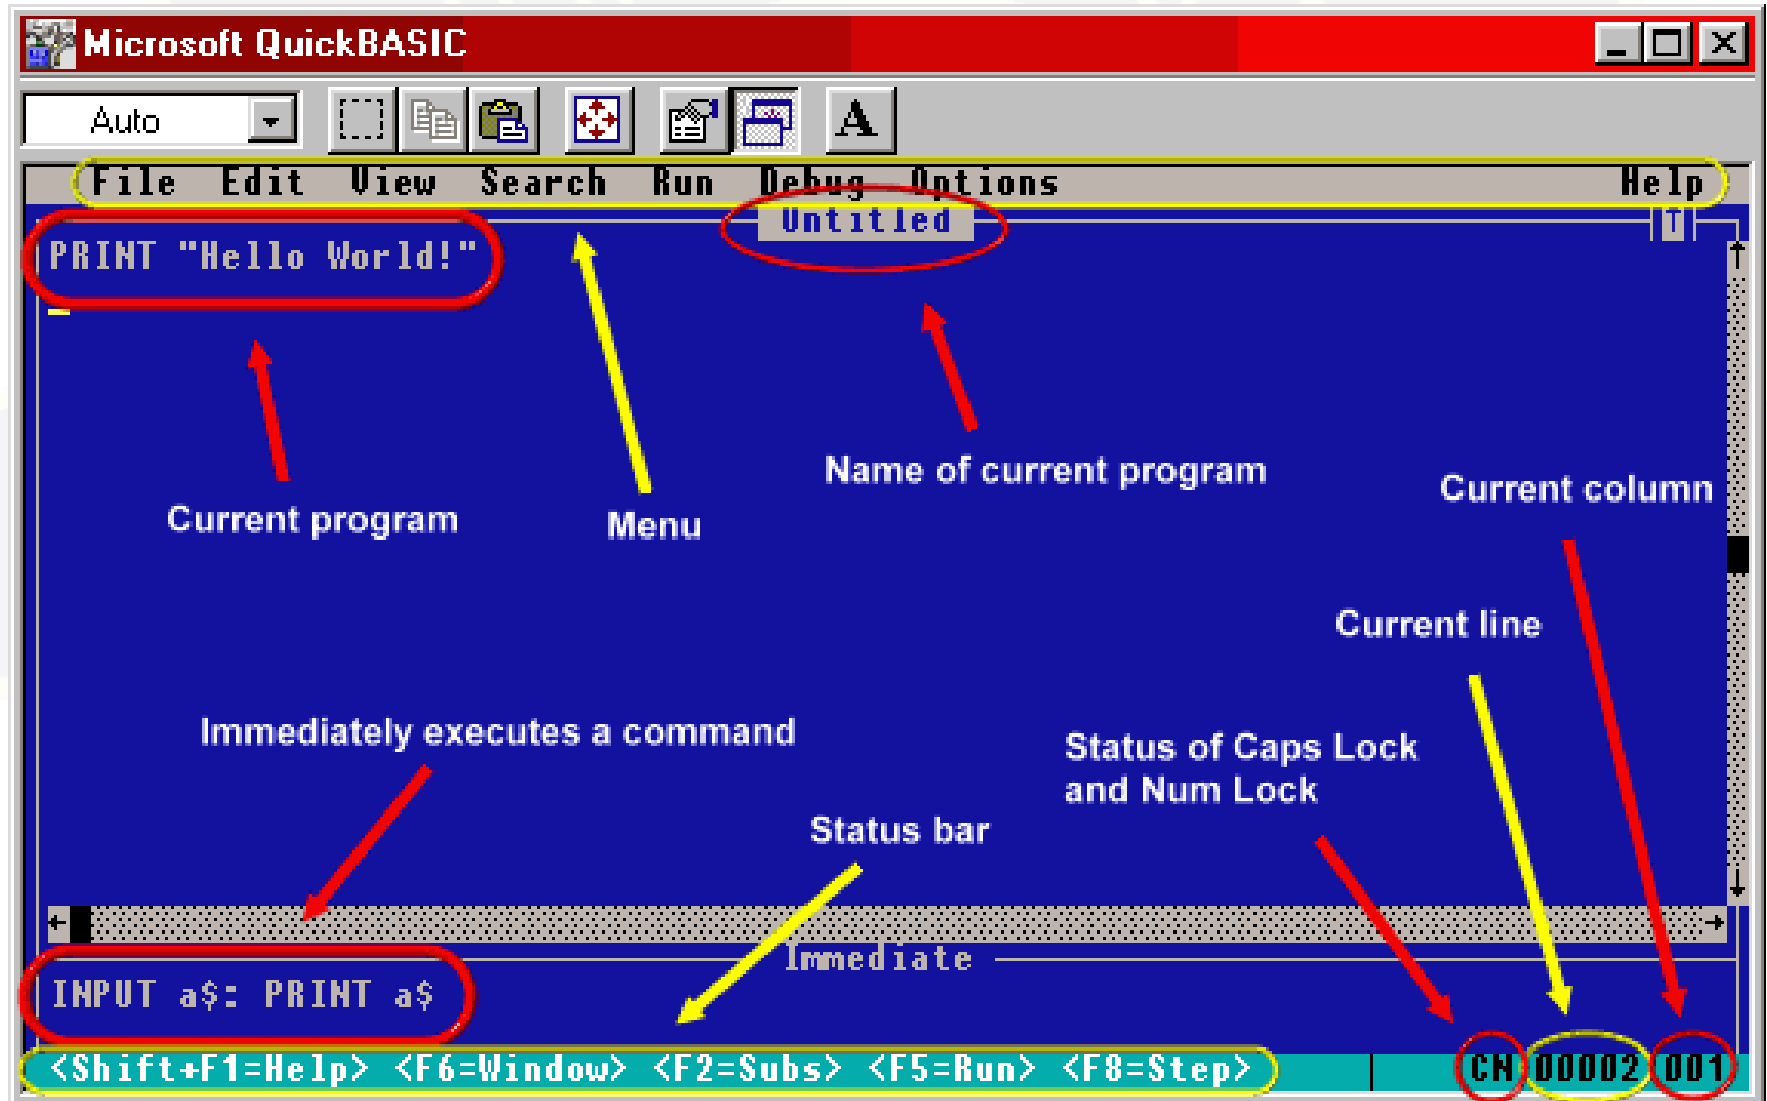 Microsoft QuickBASIC
Auto
A
File Edit View Search Run Debug Options Help
Untitled
PRINT "Hello World!"
Name of current program
Current column
Current program
Menu
Current line
Immediately executes a command
Status of Caps Lock
and Num Lock
Status bar
Immediate
INPUT a$: PRINT a$
<Shift+F1=Help> <F6=Window> <F2=Subs> <F5=Run> <F8=Step> CN 00002 001